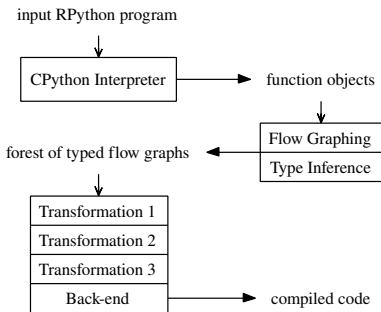 input RPython program
CPython Interpreter
function objects
Flow Graphing
Type Inference
forest of typed flow graphs
Transformation 1
Transformation 2
Transformation 3
Back-end
compiled code